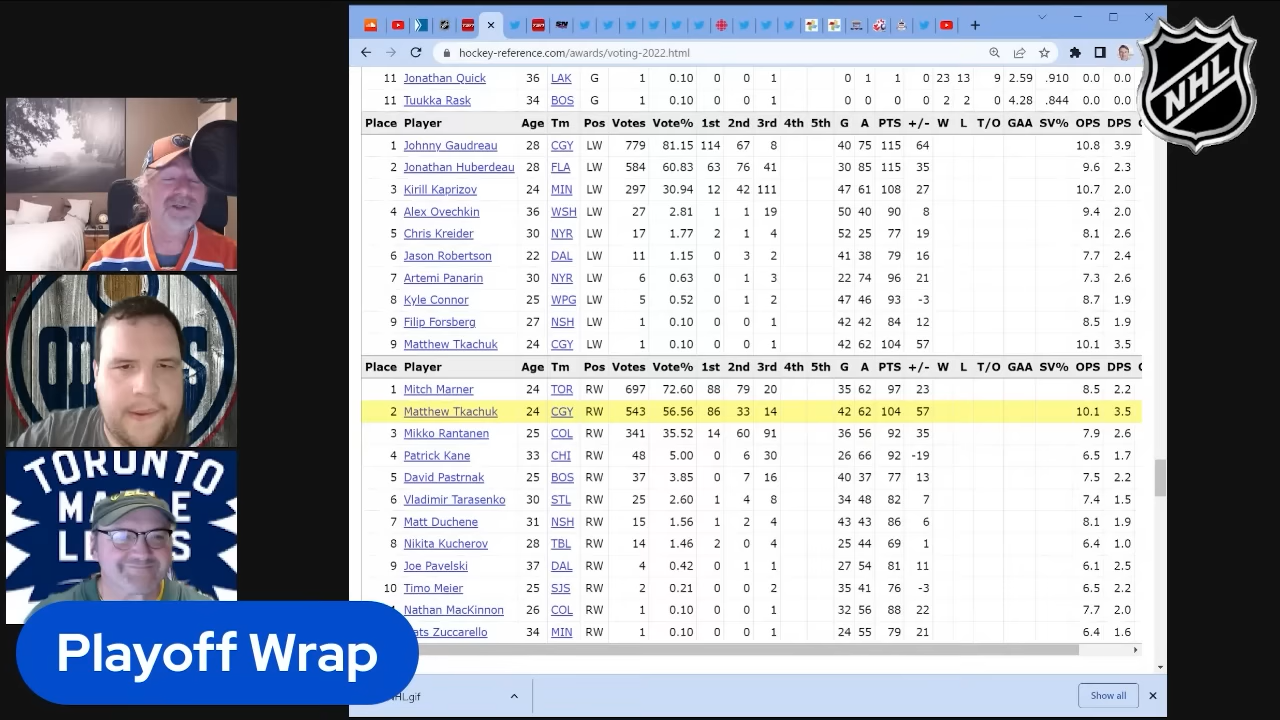 hockey-reference.com/awards/voting-2022.html
NHL
11 Jonathan Quick 36 LAK G 1 0.10 0 0 1 0 1 1 0 23 13 9 2.59 .910 0.0 0.0
11 Tuukka Rask 34 BOS G 1 0.10 0 0 1 0 0 0 0 2 2 0 4.28 .844 0.0 0.0
Place Player Age Tm Pos Votes Vote% 1st 2nd 3rd 4th 5th G A PTS +/- W L T/O GAA SV% OPS DPS
1 Johnny Gaudreau 28 CGY LW 779 81.15 114 67 8 40 75 115 64 10.8 3.9
2 Jonathan Huberdeau 28 FLA LW 584 60.83 63 76 41 30 85 115 35 9.6 2.3
3 Kirill Kaprizov 24 MIN LW 297 30.94 12 42 111 47 61 108 27 10.7 2.0
4 Alex Ovechkin 36 WSH LW 27 2.81 1 1 19 50 40 90 8 9.4 2.0
5 Chris Kreider 30 NYR LW 17 1.77 2 1 4 52 25 77 19 8.1 2.6
6 Jason Robertson 22 DAL LW 11 1.15 0 3 2 41 38 79 16 7.7 2.4
7 Artemi Panarin 30 NYR LW 6 0.63 0 1 3 22 74 96 21 7.3 2.6
8 Kyle Connor 25 WPG LW 5 0.52 0 1 2 47 46 93 -3 8.7 1.9
9 Filip Forsberg 27 NSH LW 1 0.10 0 0 1 42 42 84 12 8.5 1.9
9 Matthew Tkachuk 24 CGY LW 1 0.10 0 0 1 42 62 104 57 10.1 3.5
Place Player Age Tm Pos Votes Vote% 1st 2nd 3rd 4th 5th G A PTS +/- W L T/O GAA SV% OPS DPS
1 Mitch Marner 24 TOR RW 697 72.60 88 79 20 35 62 97 23 8.5 2.2
2 Matthew Tkachuk 24 CGY RW 543 56.56 86 33 14 42 62 104 57 10.1 3.5
3 Mikko Rantanen 25 COL RW 341 35.52 14 60 91 36 56 92 35 7.9 2.6
4 Patrick Kane 33 CHI RW 48 5.00 0 6 30 26 66 92 -19 6.5 1.7
5 David Pastrnak 25 BOS RW 37 3.85 0 7 16 40 37 77 13 7.5 2.2
6 Vladimir Tarasenko 30 STL RW 25 2.60 1 4 8 34 48 82 7 7.4 1.5
7 Matt Duchene 31 NSH RW 15 1.56 1 2 4 43 43 86 6 8.1 1.9
8 Nikita Kucherov 28 TBL RW 14 1.46 2 0 4 25 44 69 1 6.4 1.0
9 Joe Pavelski 37 DAL RW 4 0.42 0 1 1 27 54 81 11 6.1 2.5
10 Timo Meier 25 SJS RW 2 0.21 0 0 2 35 41 76 -3 6.5 2.2
Nathan MacKinnon 26 COL RW 1 0.10 0 0 1 32 56 88 22 7.7 2.0
Zuccarello 34 MIN RW 1 0.10 0 0 1 24 55 79 21 6.4 1.6
TORONTO
MAPLE
LEAFS
Playoff Wrap
Show all